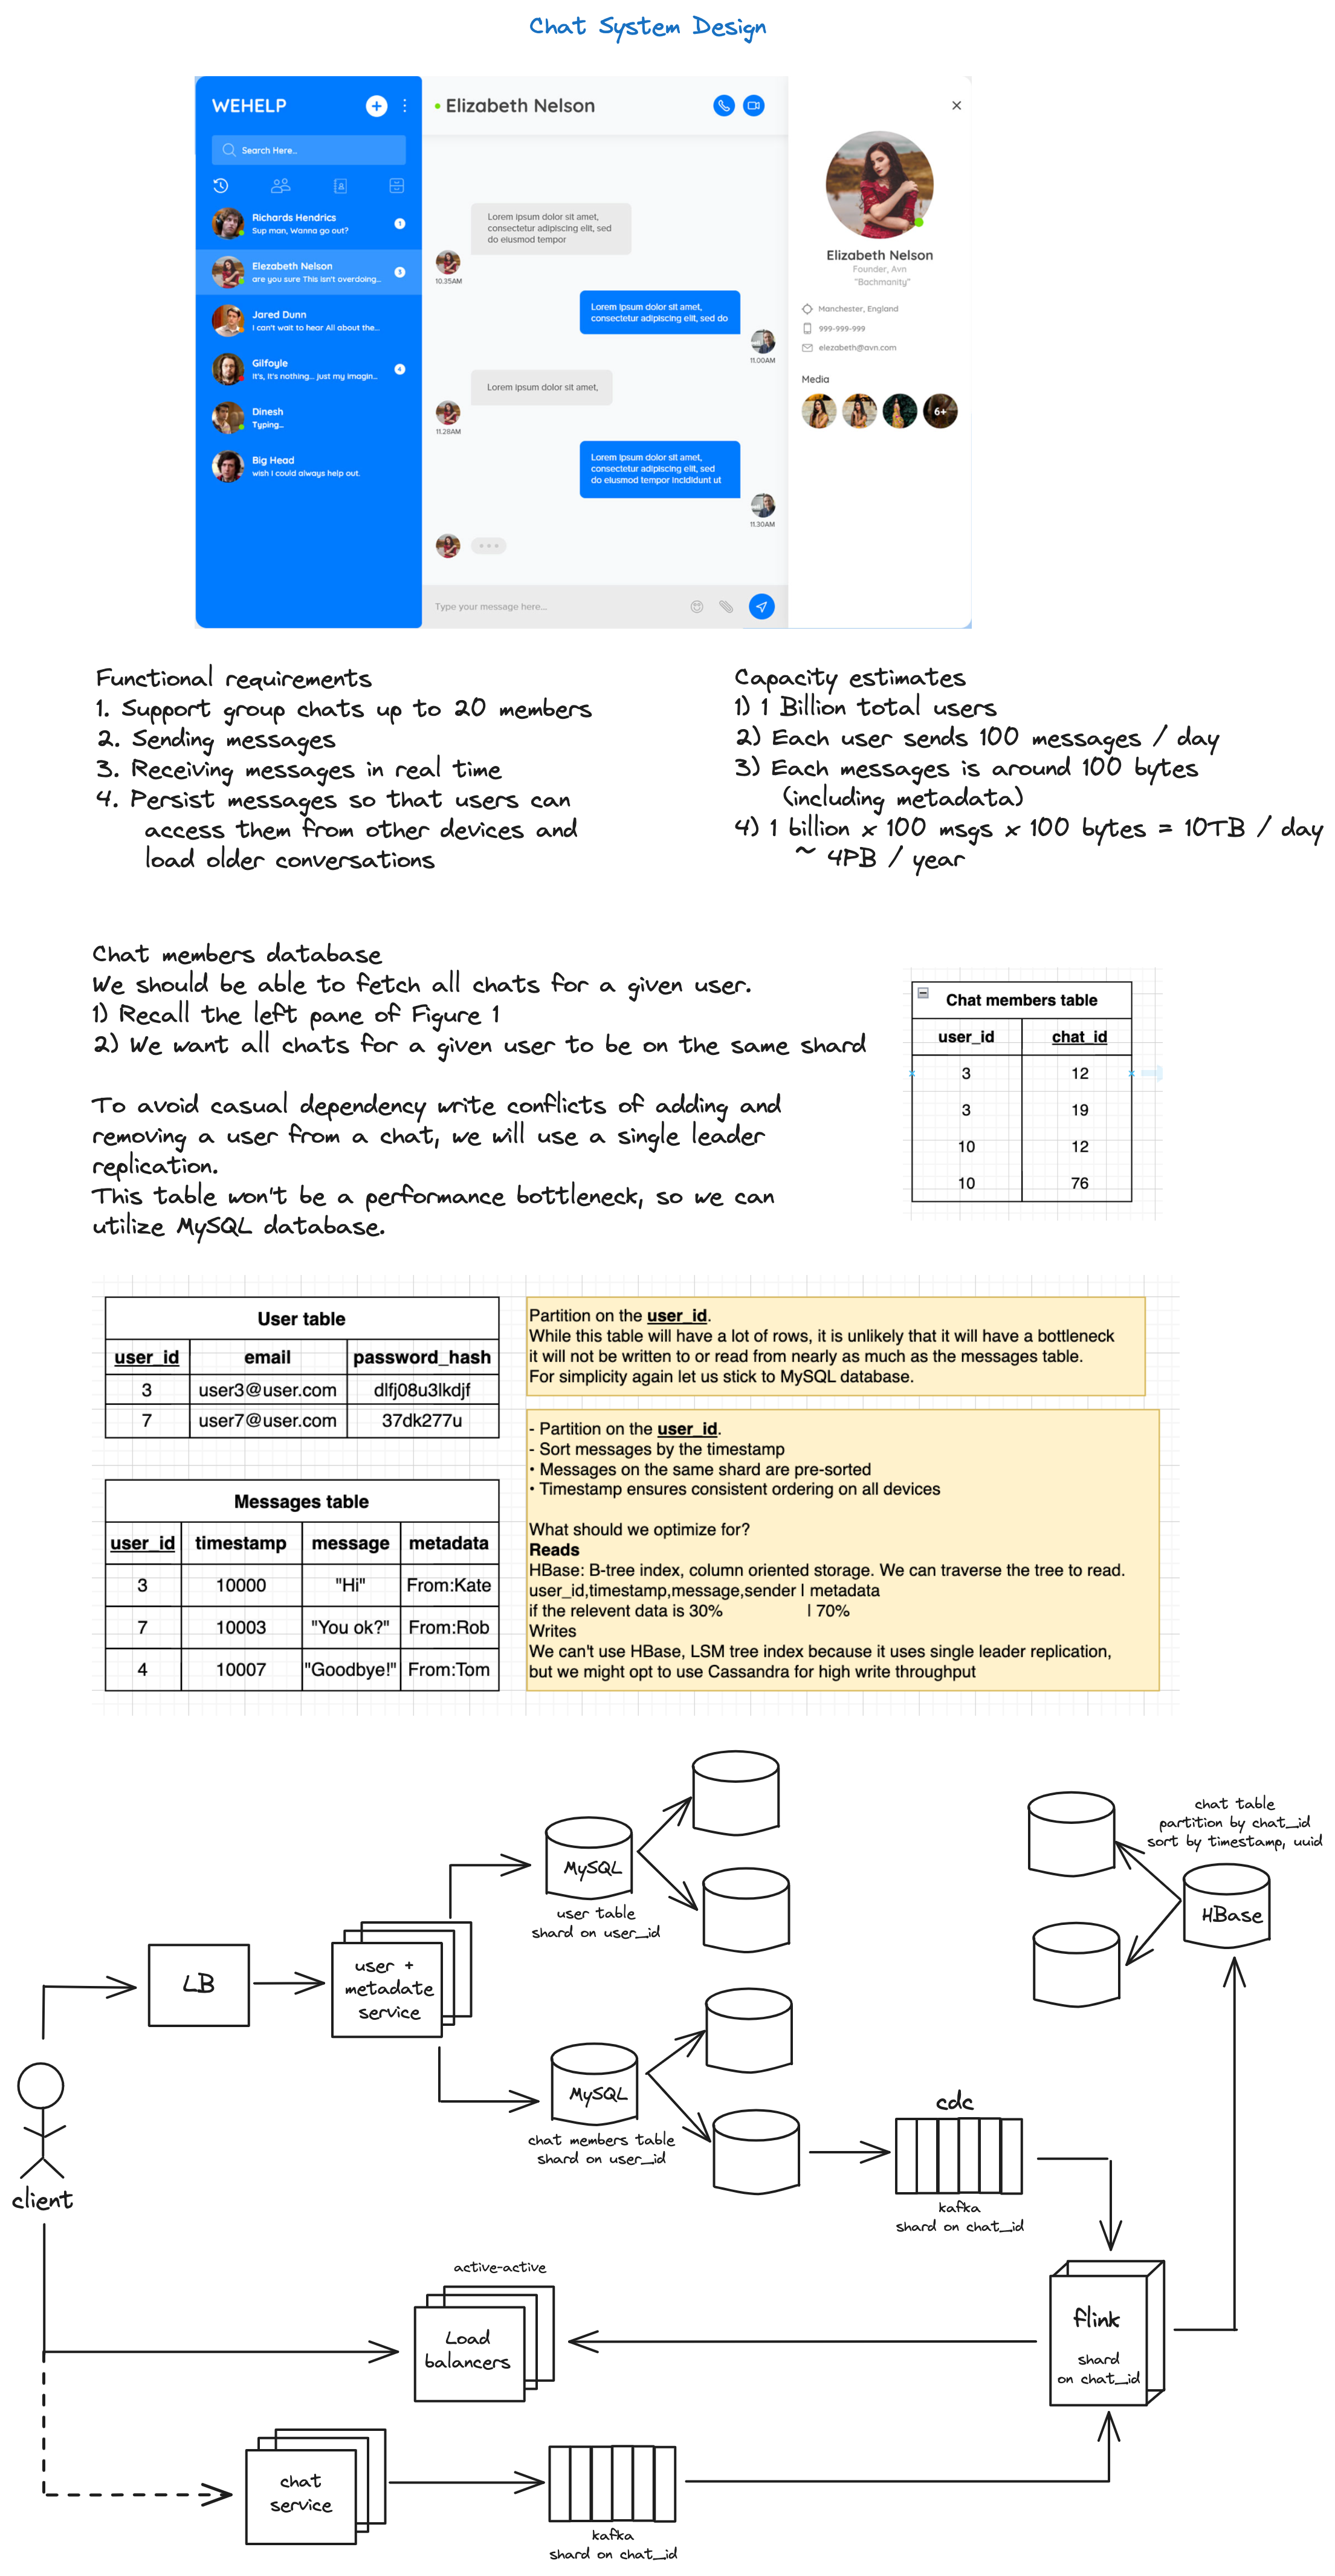 Chat System Design
WEHELP
+
Search Here..
Richards Hendrics
Sup man, Wanna go out?
1
Elezabeth Nelson
are you sure This isn't overdoing...
Jared Dunn
I can't wait to hear All about the...
Gilfoyle
It's, It's nothing... just my Imagin...
4
Dinesh
Typing...
Big Head
wish I could always help out.
Elizabeth Nelson
Lorem ipsum dolor sit amet,
consectetur adipiscing elit, sed
do eiusmod tempor
10.35AM
Lorem ipsum dolor sit amet,
consectetur adipiscing elit, sed do
11.00AM
Lorem ipsum dolor sit amet,
11.28AM
Lorem ipsum dolor sit amet,
consectetur adipiscing elit, sed
do eiusmod tempor incididunt ut
11.30AM
Type your message here...
Elizabeth Nelson
Founder, Avn
"Bachmanity"
Manchester, England
999-999-999
elezabeth@avn.com
Media
6+
Functional requirements
1. Support group chats up to 20 members
2. Sending messages
3. Receiving messages in real time
4. Persist messages so that users can
access them from other devices and
load older conversations
Capacity estimates
1) 1 Billion total users
2) Each user sends 100 messages / day
3) Each messages is around 100 bytes
(including metadata)
4) 1 billion x 100 msgs x 100 bytes = 10TB / day
~ 4PB / year
Chat members database
We should be able to fetch all chats for a given user.
1) Recall the left pane of Figure 1
2) We want all chats for a given user to be on the same shard
To avoid casual dependency write conflicts of adding and
removing a user from a chat, we will use a single leader
replication.
This table won't be a performance bottleneck, so we can
utilize MySQL database.
Chat members table
user_id chat_id
3 12
3 19
10 12
10 76
User table
user_id email password_hash
3 user3@user.com dlfj08u3lkdjf
7 user7@user.com 37dk277u
Partition on the user_id.
While this table will have a lot of rows, it is unlikely that it will have a bottleneck
it will not be written to or read from nearly as much as the messages table.
For simplicity again let us stick to MySQL database.
Messages table
user_id timestamp message metadata
3 10000 "Hi" From:Kate
7 10003 "You ok?" From:Rob
4 10007 "Goodbye!" From:Tom
- Partition on the user_id.
- Sort messages by the timestamp
• Messages on the same shard are pre-sorted
• Timestamp ensures consistent ordering on all devices
What should we optimize for?
Reads
HBase: B-tree index, column oriented storage. We can traverse the tree to read.
user_id,timestamp,message,sender | metadata
if the relevent data is 30% | 70%
Writes
We can't use HBase, LSM tree index because it uses single leader replication,
but we might opt to use Cassandra for high write throughput
LB
user +
metadate
service
MySQL
user table
shard on user_id
MySQL
chat members table
shard on user_id
chat table
partition by chat_id
sort by timestamp, uuid
HBase
cdc
kafka
shard on chat_id
client
active-active
Load
balancers
flink
shard
on chat_id
chat
service
kafka
shard on chat_id